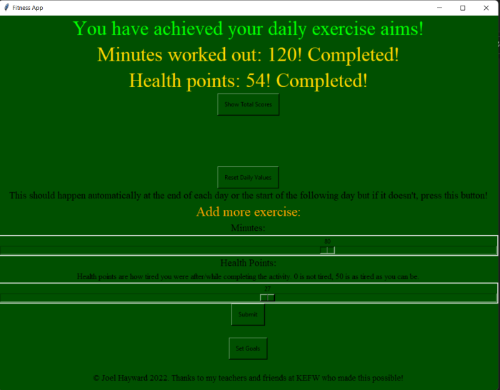 Fitness App
You have achieved your daily exercise aims!
Minutes worked out: 120! Completed!
Health points: 54! Completed!
Show Total Scores
Reset Daily Values
This should happen automatically at the end of each day or the start of the following day but if it doesn't, press this button!
Add more exercise:
Minutes:
Health Points:
Health points are how tired you were after while completing the activity. 0 is not tired, 50 is as tired as you can be.
Submit
Set Goals
Hayward 2022. Thanks to my teachers and friends at KEFW who made this possible!